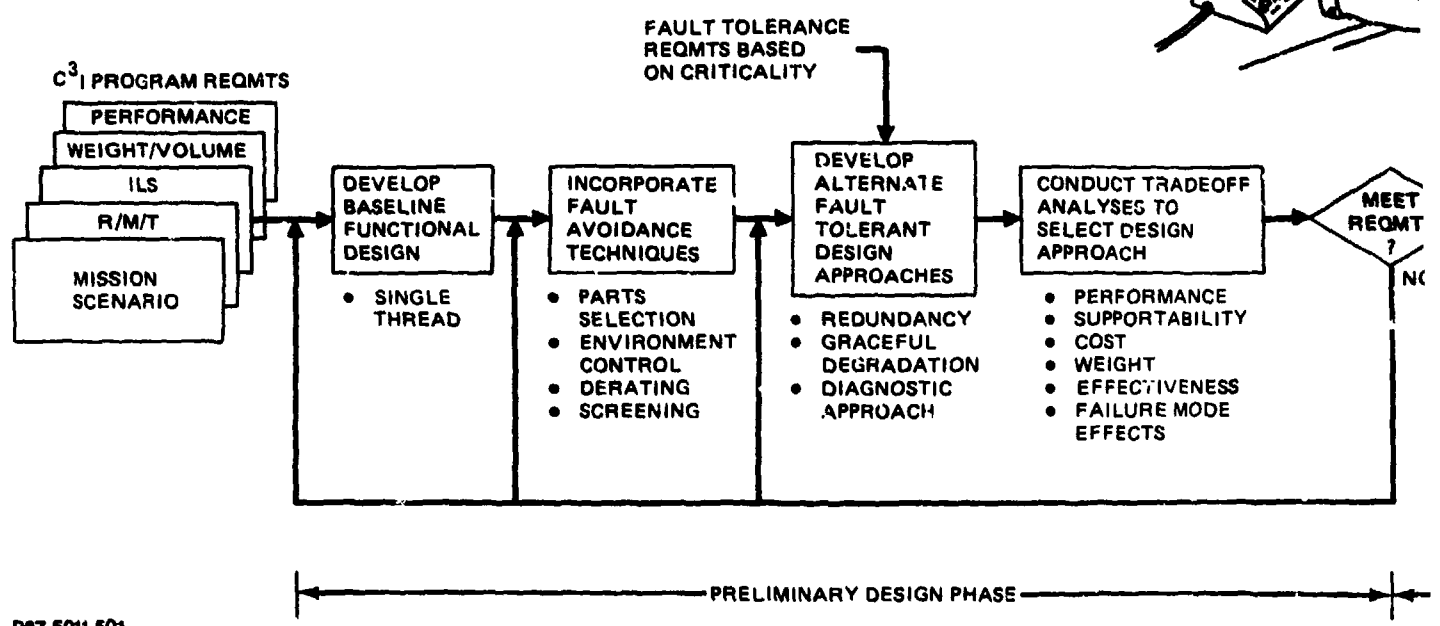 FAULT TOLERANCE
REQMTS BASED
ON CRITICALITY
C³I PROGRAM REQMTS
PERFORMANCE
WEIGHT/VOLUME
ILS
R/M/T
MISSION
SCENARIO
DEVELOP
BASELINE
FUNCTIONAL
DESIGN
• SINGLE
THREAD
INCORPORATE
FAULT
AVOIDANCE
TECHNIQUES
• PARTS
SELECTION
• ENVIRONMENT
CONTROL
• DERATING
• SCREENING
DEVELOP
ALTERNATE
FAULT
TOLERANT
DESIGN
APPROACHES
• REDUNDANCY
• GRACEFUL
DEGRADATION
• DIAGNOSTIC
APPROACH
CONDUCT TRADEOFF
ANALYSES TO
SELECT DESIGN
APPROACH
• PERFORMANCE
• SUPPORTABILITY
• COST
• WEIGHT
• EFFECTIVENESS
• FAILURE MODE
EFFECTS
MEET
REQMT
?
PRELIMINARY DESIGN PHASE